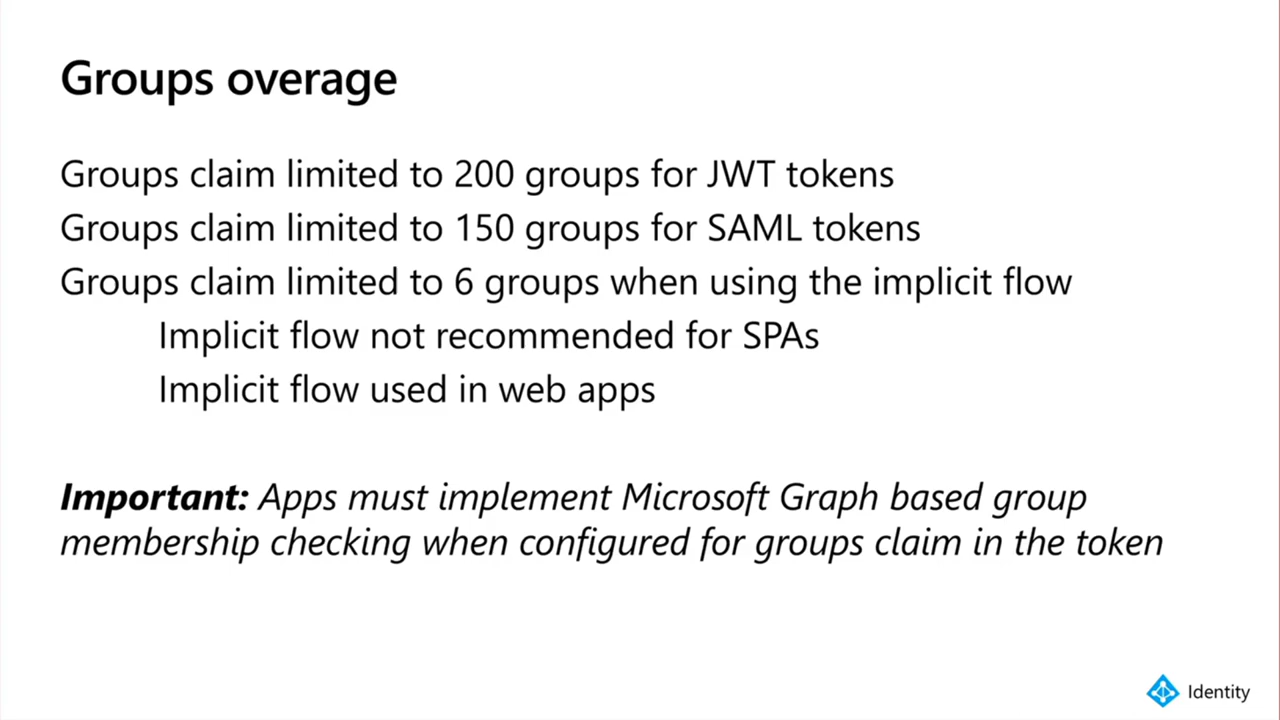 Groups overage
Groups claim limited to 200 groups for JWT tokens
Groups claim limited to 150 groups for SAML tokens
Groups claim limited to 6 groups when using the implicit flow
Implicit flow not recommended for SPAs
Implicit flow used in web apps
Important: Apps must implement Microsoft Graph based group
membership checking when configured for groups claim in the token
Identity